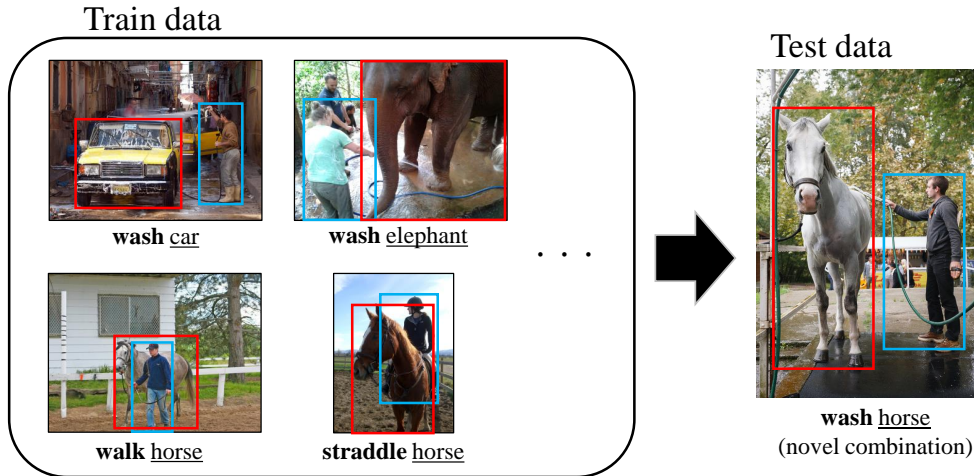 Train data
Test data
wash car
wash elephant
. . .
walk horse
straddle horse
wash horse
(novel combination)